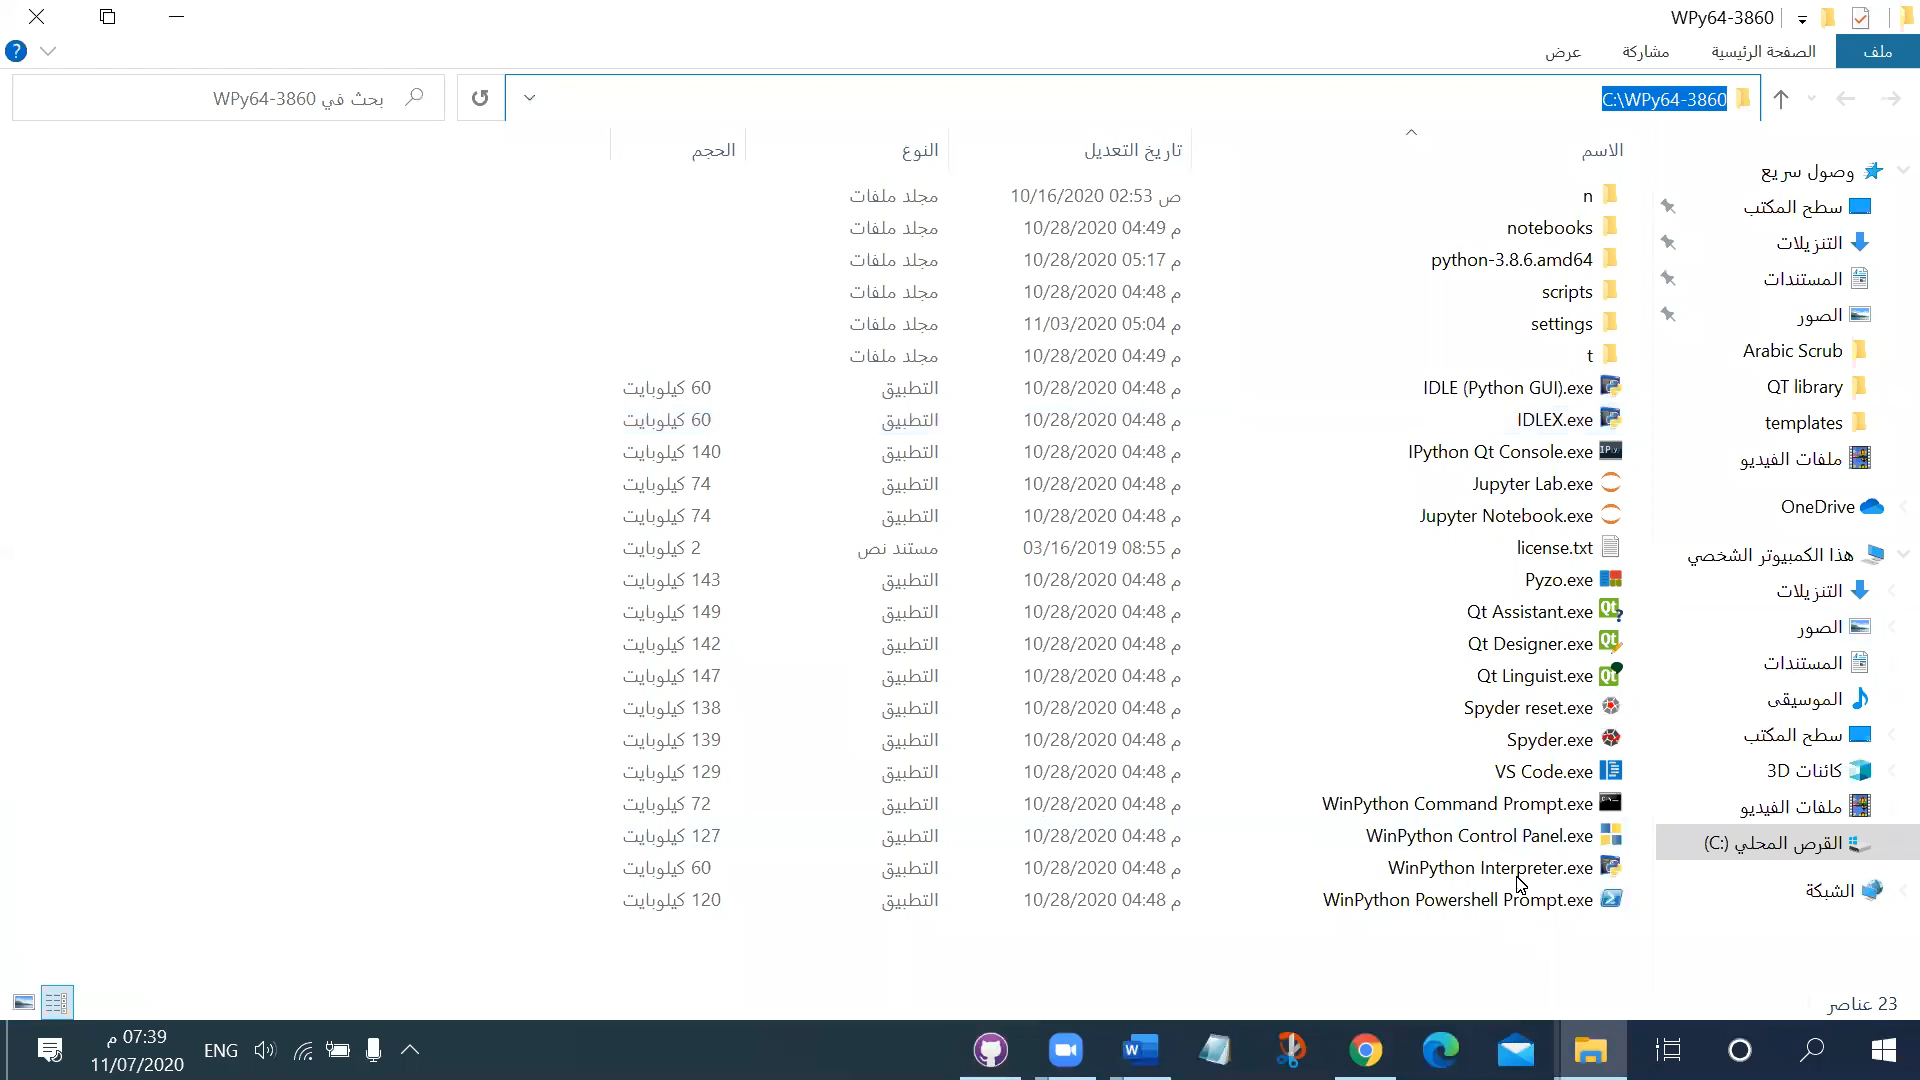 WPy64-3860
ملف الصفحة الرئيسية مشاركة عرض
C:\WPy64-3860
بحث في WPy64-3860
الاسم تاريخ التعديل النوع الحجم
n 10/16/2020 02:53 ص مجلد ملفات
notebooks 10/28/2020 04:49 م مجلد ملفات
python-3.8.6.amd64 10/28/2020 05:17 م مجلد ملفات
scripts 10/28/2020 04:48 م مجلد ملفات
settings 11/03/2020 05:04 م مجلد ملفات
t 10/28/2020 04:49 م مجلد ملفات
IDLE (Python GUI).exe 10/28/2020 04:48 م التطبيق 60 كيلوبايت
IDLEX.exe 10/28/2020 04:48 م التطبيق 60 كيلوبايت
IPython Qt Console.exe 10/28/2020 04:48 م التطبيق 140 كيلوبايت
Jupyter Lab.exe 10/28/2020 04:48 م التطبيق 74 كيلوبايت
Jupyter Notebook.exe 10/28/2020 04:48 م التطبيق 74 كيلوبايت
license.txt 03/16/2019 08:55 م مستند نص 2 كيلوبايت
Pyzo.exe 10/28/2020 04:48 م التطبيق 143 كيلوبايت
Qt Assistant.exe 10/28/2020 04:48 م التطبيق 149 كيلوبايت
Qt Designer.exe 10/28/2020 04:48 م التطبيق 142 كيلوبايت
Qt Linguist.exe 10/28/2020 04:48 م التطبيق 147 كيلوبايت
Spyder reset.exe 10/28/2020 04:48 م التطبيق 138 كيلوبايت
Spyder.exe 10/28/2020 04:48 م التطبيق 139 كيلوبايت
VS Code.exe 10/28/2020 04:48 م التطبيق 129 كيلوبايت
WinPython Command Prompt.exe 10/28/2020 04:48 م التطبيق 72 كيلوبايت
WinPython Control Panel.exe 10/28/2020 04:48 م التطبيق 127 كيلوبايت
WinPython Interpreter.exe 10/28/2020 04:48 م التطبيق 60 كيلوبايت
WinPython Powershell Prompt.exe 10/28/2020 04:48 م التطبيق 120 كيلوبايت
وصول سريع
سطح المكتب
التنزيلات
المستندات
الصور
Arabic Scrub
QT library
templates
ملفات الفيديو
OneDrive
هذا الكمبيوتر الشخصي
التنزيلات
الصور
المستندات
الموسيقى
سطح المكتب
كائنات 3D
ملفات الفيديو
القرص المحلي (C:)
الشبكة
23 عناصر
ENG
07:39 م
11/07/2020